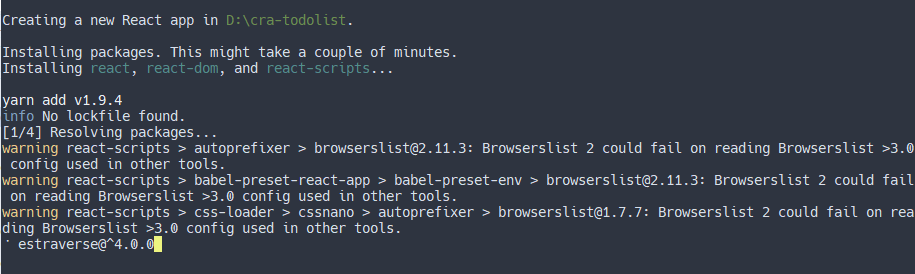 Creating a new React app in D:\cra-todolist.
Installing packages. This might take a couple of minutes.
Installing react, react-dom, and react-scripts...
yarn add v1.9.4
info No lockfile found.
[1/4] Resolving packages...
warning react-scripts > autoprefixer > browserslist@2.11.3: Browserslist 2 could fail on reading Browserslist >3.0
config used in other tools.
warning react-scripts > babel-preset-react-app > babel-preset-env > browserslist@2.11.3: Browserslist 2 could fail
on reading Browserslist >3.0 config used in other tools.
warning react-scripts > css-loader > cssnano > autoprefixer > browserslist@1.7.7: Browserslist 2 could fail on rea
ding Browserslist >3.0 config used in other tools.
⠁ estraverse@^4.0.0